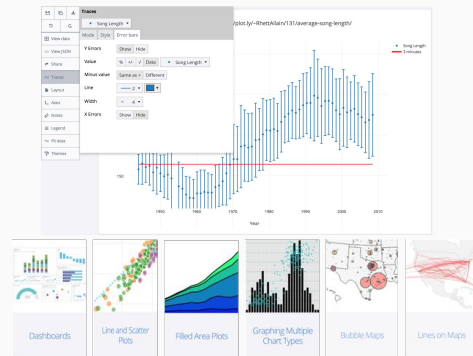 Traces
Song Length
/plot.ly/~RhettAllain/131/average-song-length/
Mode Style Error bars
View data
View JSON
Share
Traces
Layout
Axes
Notes
Legend
Fit data
Themes
Y Errors Show Hide
Value % +/- √ Data Song Length
Minus value Same as + Different
Line 2
Width 4
X Errors Show Hide
Song Length
3 minutes
150
1950 1960 1970 1980 1990 2000 2010
Year
Dashboards
Line and Scatter
Plots
Filled Area Plots
Graphing Multiple
Chart Types
Bubble Maps
Lines on Maps